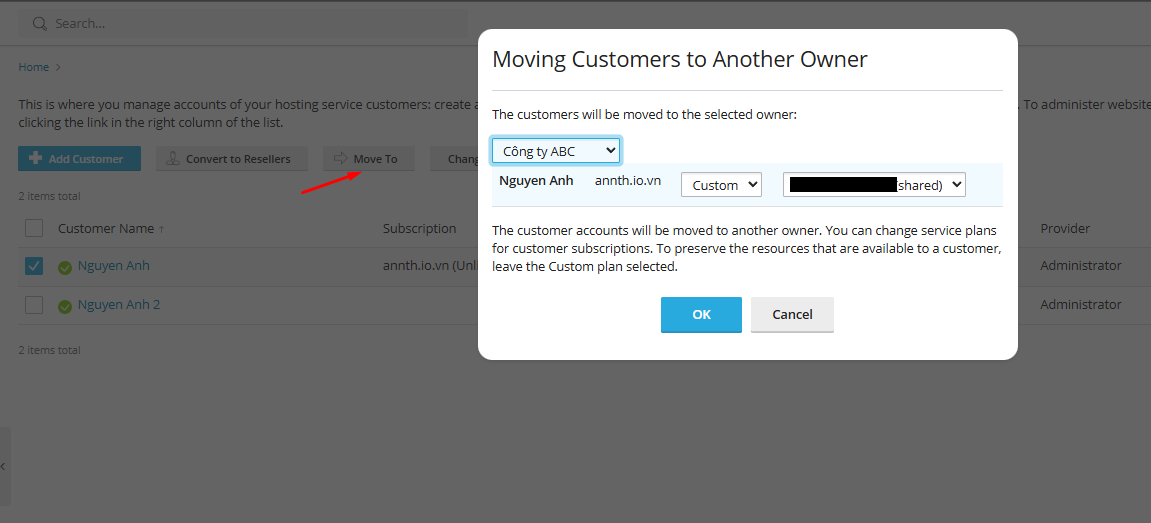 Search...
Home
This is where you manage accounts of your hosting service customers: create a
. To administer website
clicking the link in the right column of the list.
Add Customer
Convert to Resellers
Move To
Chang
2 items total
Customer Name ↑
Subscription
Provider
Nguyen Anh
annth.io.vn (Unli
Administrator
Nguyen Anh 2
Administrator
2 items total
Moving Customers to Another Owner
The customers will be moved to the selected owner:
Công ty ABC
Nguyen Anh annth.io.vn Custom (shared)
The customer accounts will be moved to another owner. You can change service plans
for customer subscriptions. To preserve the resources that are available to a customer,
leave the Custom plan selected.
OK
Cancel